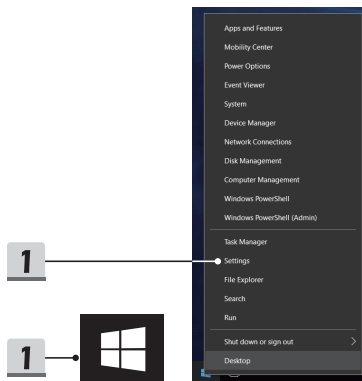 Apps and Features
Mobility Center
Power Options
Event Viewer
System
Device Manager
Network Connections
Disk Management
Computer Management
Windows PowerShell
Windows PowerShell (Admin)
Task Manager
1
Settings
File Explorer
Search
Run
Shut down or sign out
1
Desktop